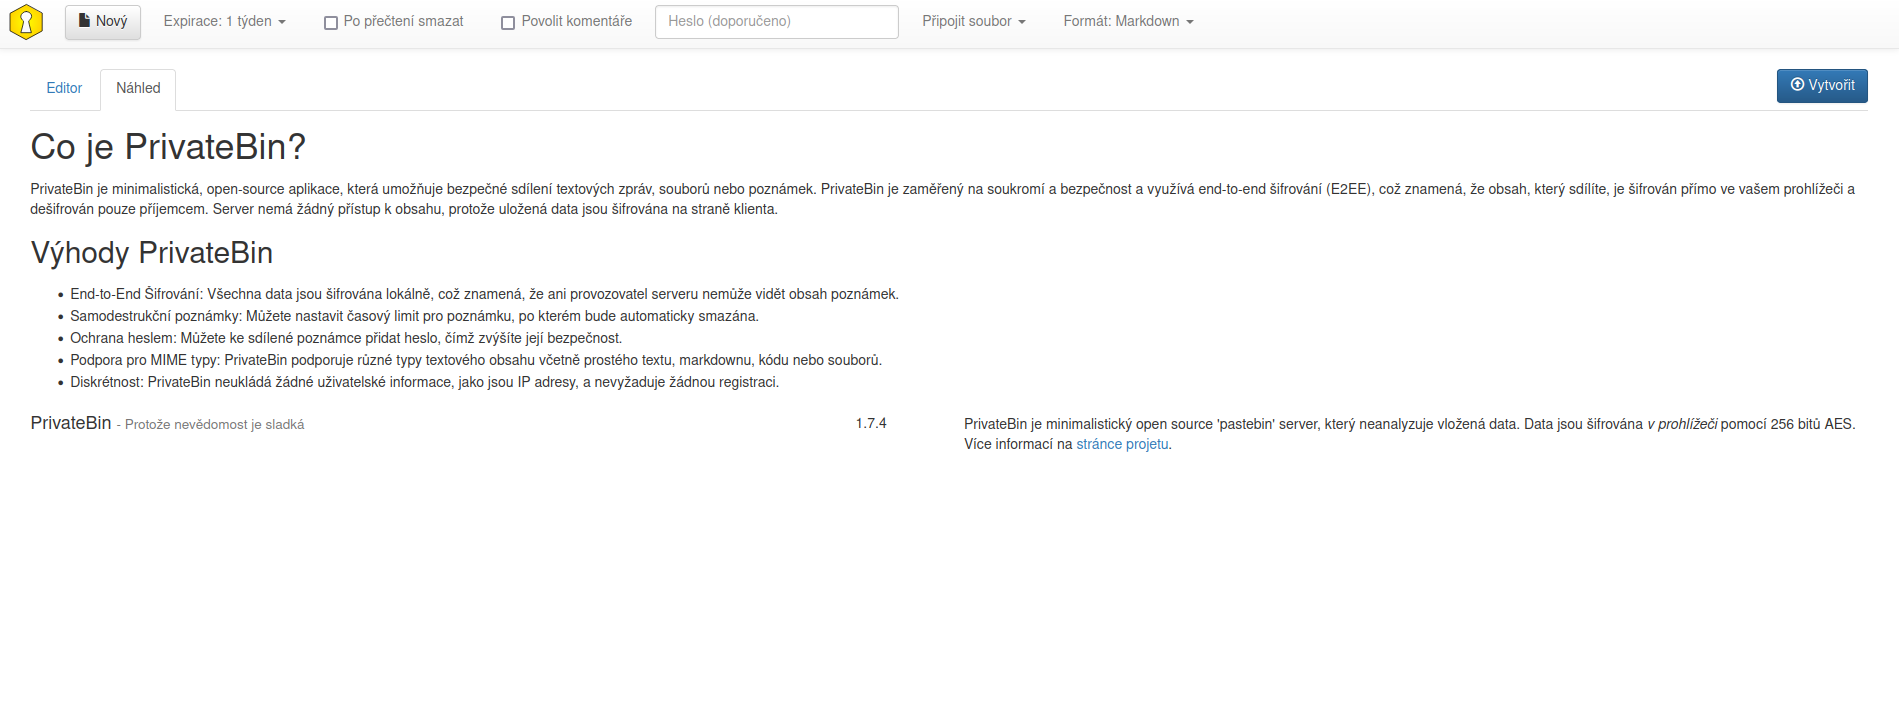 Nový Expirace: 1 týden Po přečtení smazat Povolit komentáře Heslo (doporučeno) Připojit soubor Formát: Markdown
Editor Náhled Vytvořit
Co je PrivateBin?
PrivateBin je minimalistická, open-source aplikace, která umožňuje bezpečné sdílení textových zpráv, souborů nebo poznámek. PrivateBin je zaměřený na soukromí a bezpečnost a využívá end-to-end šifrování (E2EE), což znamená, že obsah, který sdílíte, je šifrován přímo ve vašem prohlížeči a
dešifrován pouze příjemcem. Server nemá žádný přístup k obsahu, protože uložená data jsou šifrována na straně klienta.
Výhody PrivateBin
• End-to-End Šifrování: Všechna data jsou šifrována lokálně, což znamená, že ani provozovatel serveru nemůže vidět obsah poznámek.
• Samodestrukční poznámky: Můžete nastavit časový limit pro poznámku, po kterém bude automaticky smazána.
• Ochrana heslem: Můžete ke sdílené poznámce přidat heslo, čímž zvýšíte její bezpečnost.
• Podpora pro MIME typy: PrivateBin podporuje různé typy textového obsahu včetně prostého textu, markdownu, kódu nebo souborů.
• Diskrétnost: PrivateBin neukládá žádné uživatelské informace, jako jsou IP adresy, a nevyžaduje žádnou registraci.
PrivateBin - Protože nevědomost je sladká
1.7.4
PrivateBin je minimalistický open source 'pastebin' server, který neanalyzuje vložená data. Data jsou šifrována v prohlížeči pomocí 256 bitů AES.
Více informací na stránce projetu.